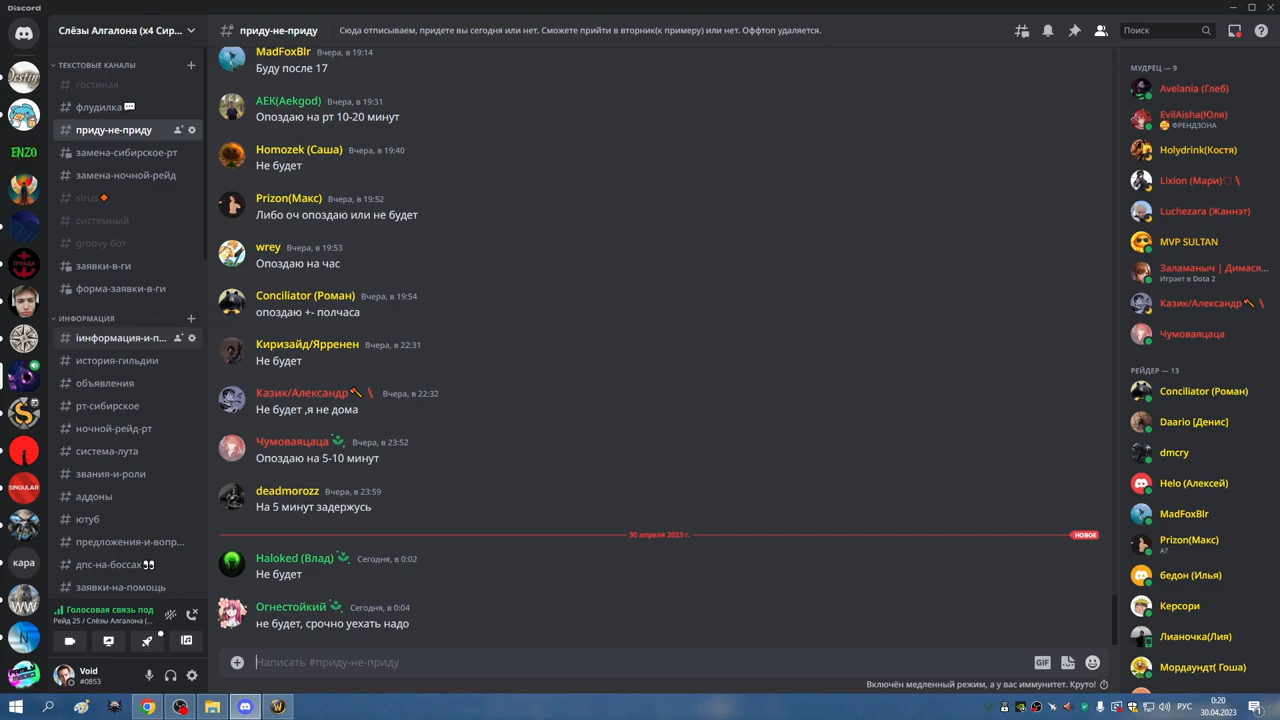 Discord
Слёзы Алгалона (x4 Сир...
приду-не-приду
Сюда отписываем, придете вы сегодня или нет. Сможете прийти в вторник(к примеру) или нет. Оффтоп удаляется.
Поиск
ENZO
SINGULAR
кара
WW
ТЕКСТОВЫЕ КАНАЛЫ
гостиная
флудилка
приду-не-приду
замена-сибирское-рт
замена-ночной-рейд
sirus
системный
groovy-бот
заявки-в-ги
форма-заявки-в-ги
ИНФОРМАЦИЯ
информация-и-п...
история-гильдии
объявления
рт-сибирское
ночной-рейд-рт
система-лута
звания-и-роли
аддоны
ютуб
предложения-и-вопр...
дпс-на-боссах
заявки-на-помощь
Голосовая связь под
Рейд 25 / Слёзы Алгалона (...
Void
#0853
MadFoxBlr Вчера, в 19:14
Буду после 17
AEK(Aekgod) Вчера, в 19:31
Опоздаю на рт 10-20 минут
Homozek (Саша) Вчера, в 19:40
Не будет
Prizon(Макс) Вчера, в 19:52
Либо оч опоздаю или не будет
wrey Вчера, в 19:53
Опоздаю на час
Conciliator (Роман) Вчера, в 19:54
опоздаю +- полчаса
Киризайд/Ярренен Вчера, в 22:31
Не будет
Казик/Александр Вчера, в 22:32
Не будет ,я не дома
Чумоваяцаца Вчера, в 23:52
Опоздаю на 5-10 минут
deadmorozz Вчера, в 23:59
На 5 минут задержусь
30 апреля 2023 г.
НОВОЕ
Haloked (Влад) Сегодня, в 0:02
Не будет
Огнестойкий Сегодня, в 0:04
не будет, срочно уехать надо
Написать #приду-не-приду
GIF
Включён медленный режим, а у вас иммунитет. Круто!
МУДРЕЦ — 9
Avelania (Глеб)
EvilAisha(Юля)
ФРЕНДЗОНА
Holydrink(Костя)
Lixion (Мари)
Luchezara (Жаннэт)
MVP SULTAN
Заламаныч | Димася...
Играет в Dota 2
Казик/Александр
Чумоваяцаца
РЕЙДЕР — 13
Conciliator (Роман)
Daario [Денис]
dmcry
Helo (Алексей)
MadFoxBlr
Prizon(Макс)
А?
бедон (Илья)
Керсори
Лианочка(Лия)
Мордаундт( Гоша)
РУС
0:20
30.04.2023